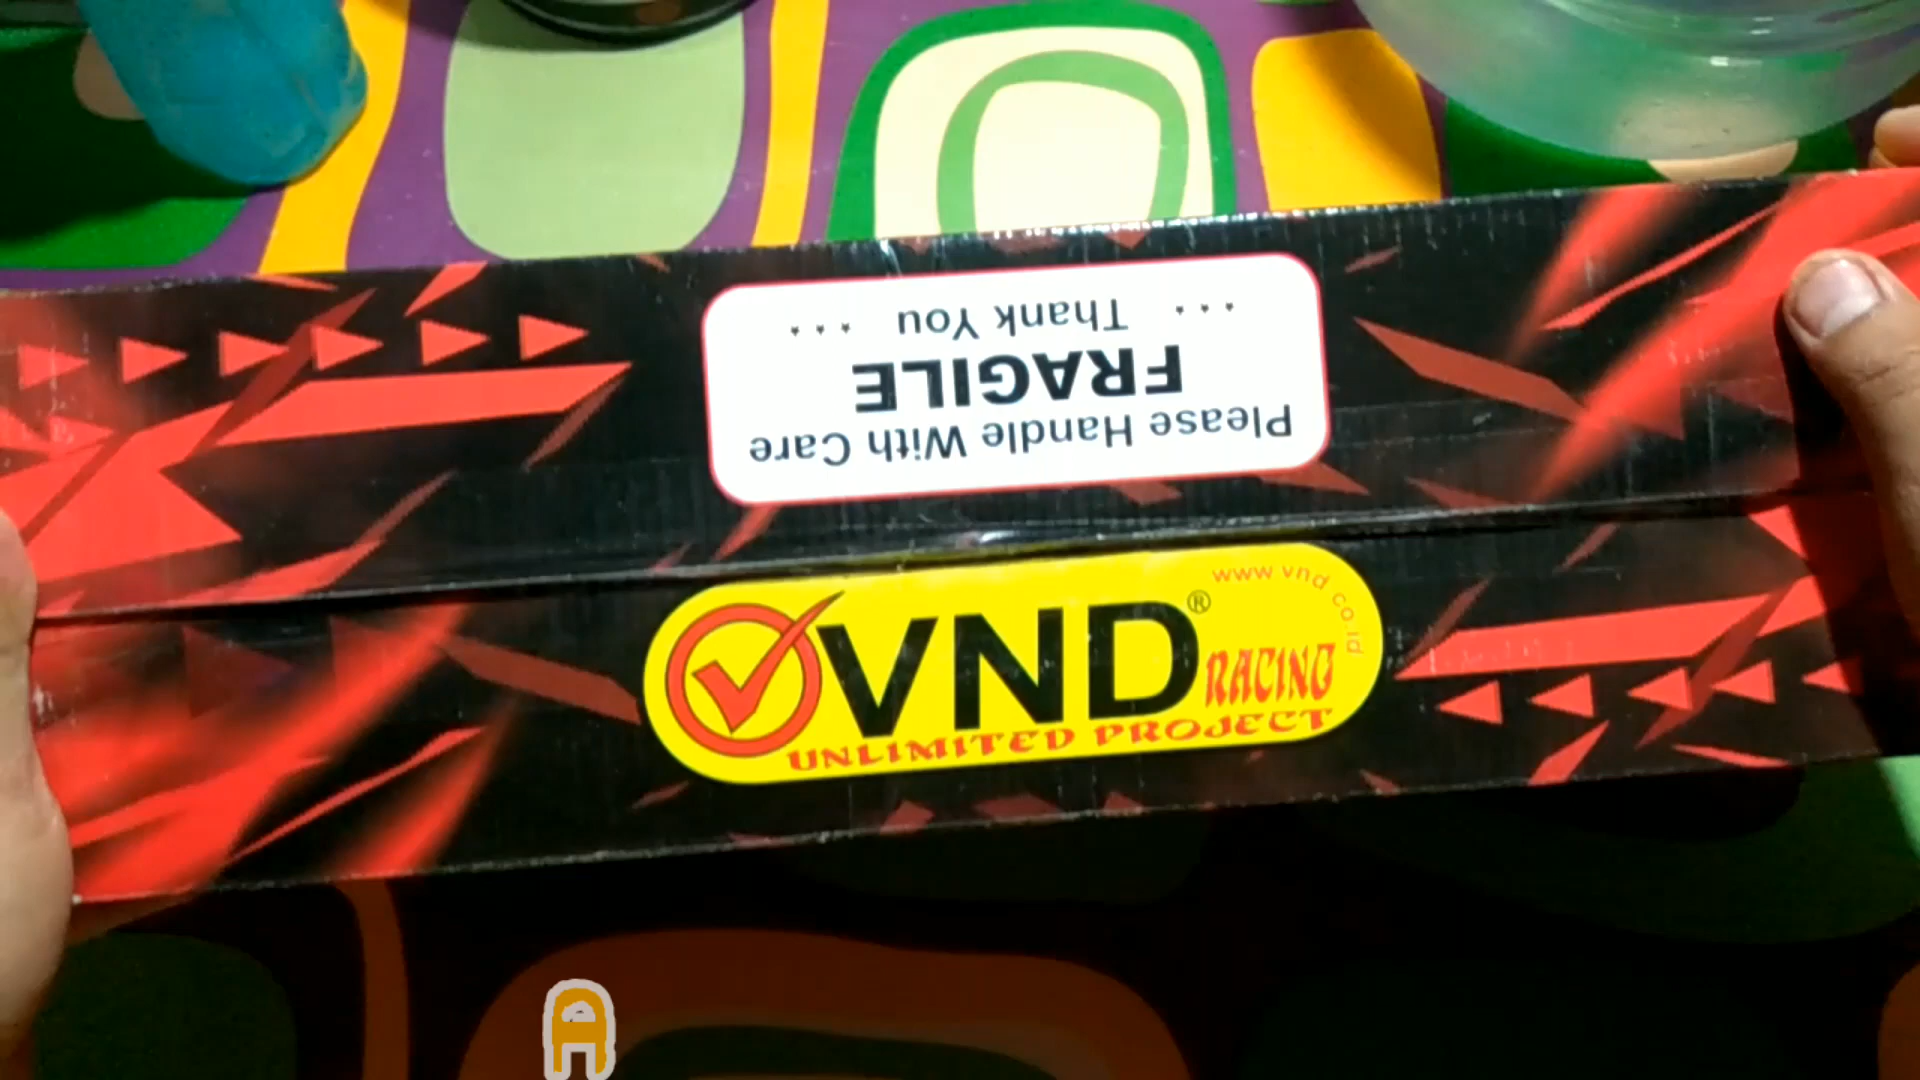 Please Handle With Care
FRAGILE
... Thank You ...
VND®
RACING
www vnd co.id
UNLIMITED PROJECT
A